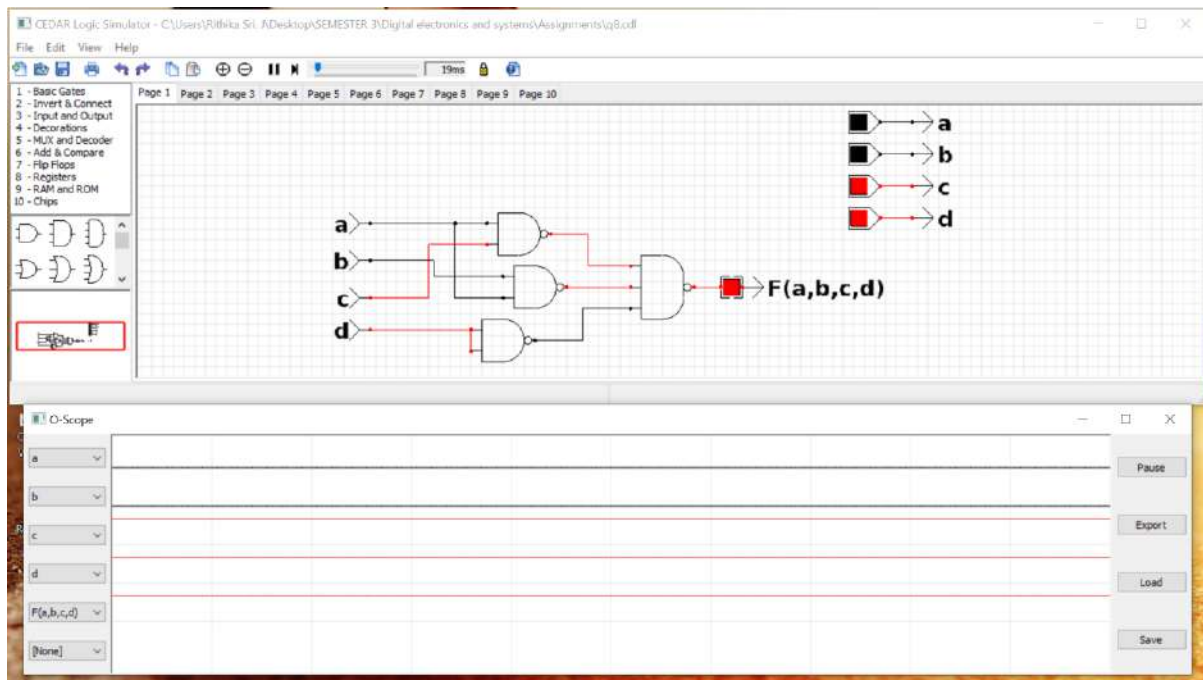 CEDAR Logic Simulator - C:\Users\Rithika Sri. J\Desktop\SEMESTER 3\Digital electronics and systems\Assignments\q8.cdl
File Edit View Help
19ms
1 - Basic Gates
2 - Invert & Connect
3 - Input and Output
4 - Decorations
5 - MUX and Decoder
6 - Add & Compare
7 - Flip Flops
8 - Registers
9 - RAM and ROM
10 - Chips
Page 1 Page 2 Page 3 Page 4 Page 5 Page 6 Page 7 Page 8 Page 9 Page 10
a
b
c
d
a
b
c
d
F(a,b,c,d)
O-Scope
a
b
c
d
F(a,b,c,d)
[None]
Pause
Export
Load
Save